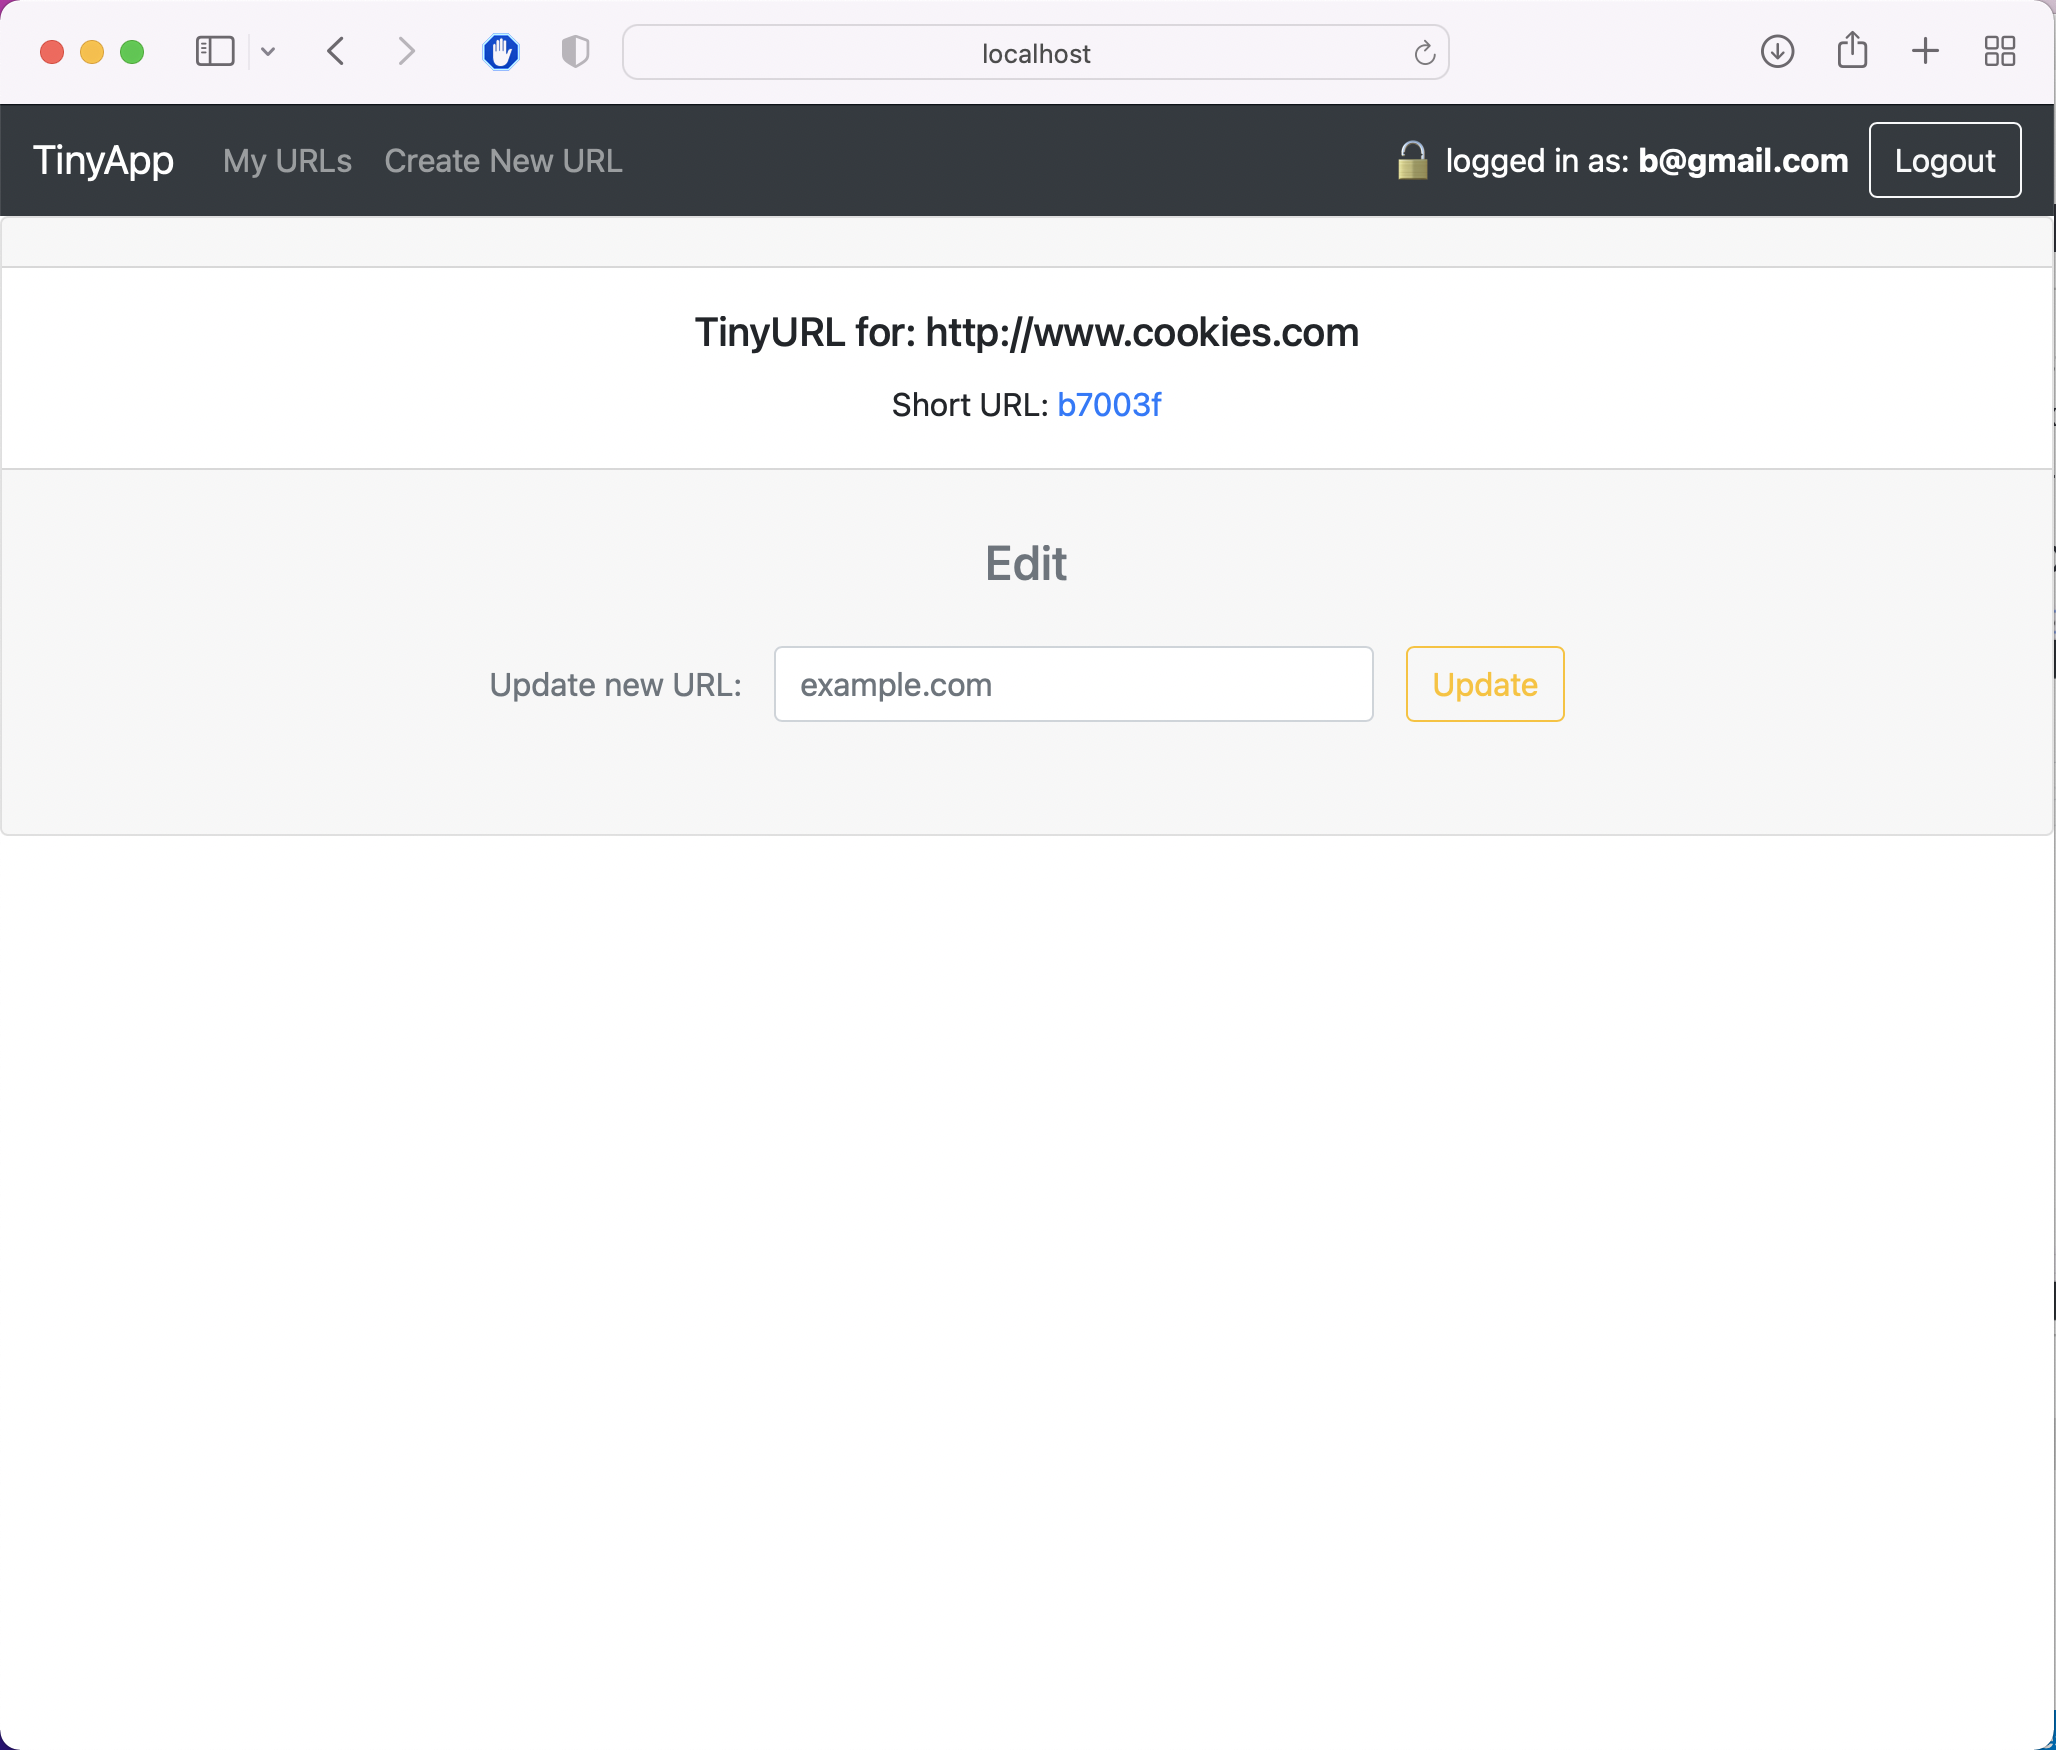 localhost
TinyApp My URLs Create New URL logged in as: b@gmail.com Logout
TinyURL for: http://www.cookies.com
Short URL: b7003f
Edit
Update new URL: example.com Update